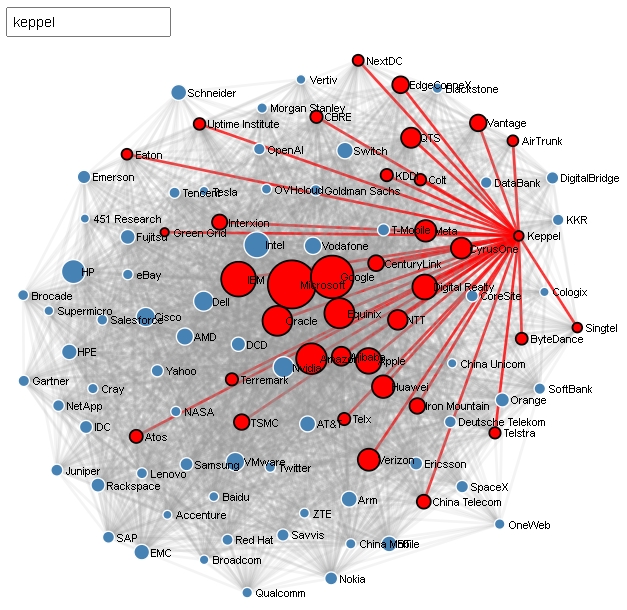 keppel
NextDC
Vertiv
EdgeConneX
Blackstone
Schneider
Morgan Stanley
CBRE
Uptime Institute
Vantage
QTS
AirTrunk
OpenAI
Switch
Eaton
Emerson
KDDI
Colt
DataBank
DigitalBridge
Tencent
Tesla
OVHcloud
Goldman Sachs
451 Research
Interxion
KKR
Green Grid
T-Mobile
Meta
Fujitsu
Keppel
Intel
Vodafone
CyrusOne
CenturyLink
HP
eBay
IBM
Google
Microsoft
Digital Realty
Cologix
Brocade
CoreSite
Dell
Supermicro
Salesforce
Cisco
Equinix
Oracle
NTT
Singtel
AMD
ByteDance
DCD
HPE
Alibaba
Apple
Nvidia
China Unicom
Yahoo
Gartner
Terremark
Cray
Huawei
SoftBank
Orange
NetApp
NASA
Iron Mountain
Telx
TSMC
AT&T
Deutsche Telekom
IDC
Atos
Telstra
Verizon
Ericsson
Samsung
VMware
Twitter
Juniper
Lenovo
Rackspace
SpaceX
Baidu
Arm
China Telecom
Accenture
ZTE
OneWeb
SAP
Red Hat
Savvis
EMC
Broadcom
Nokia
Qualcomm